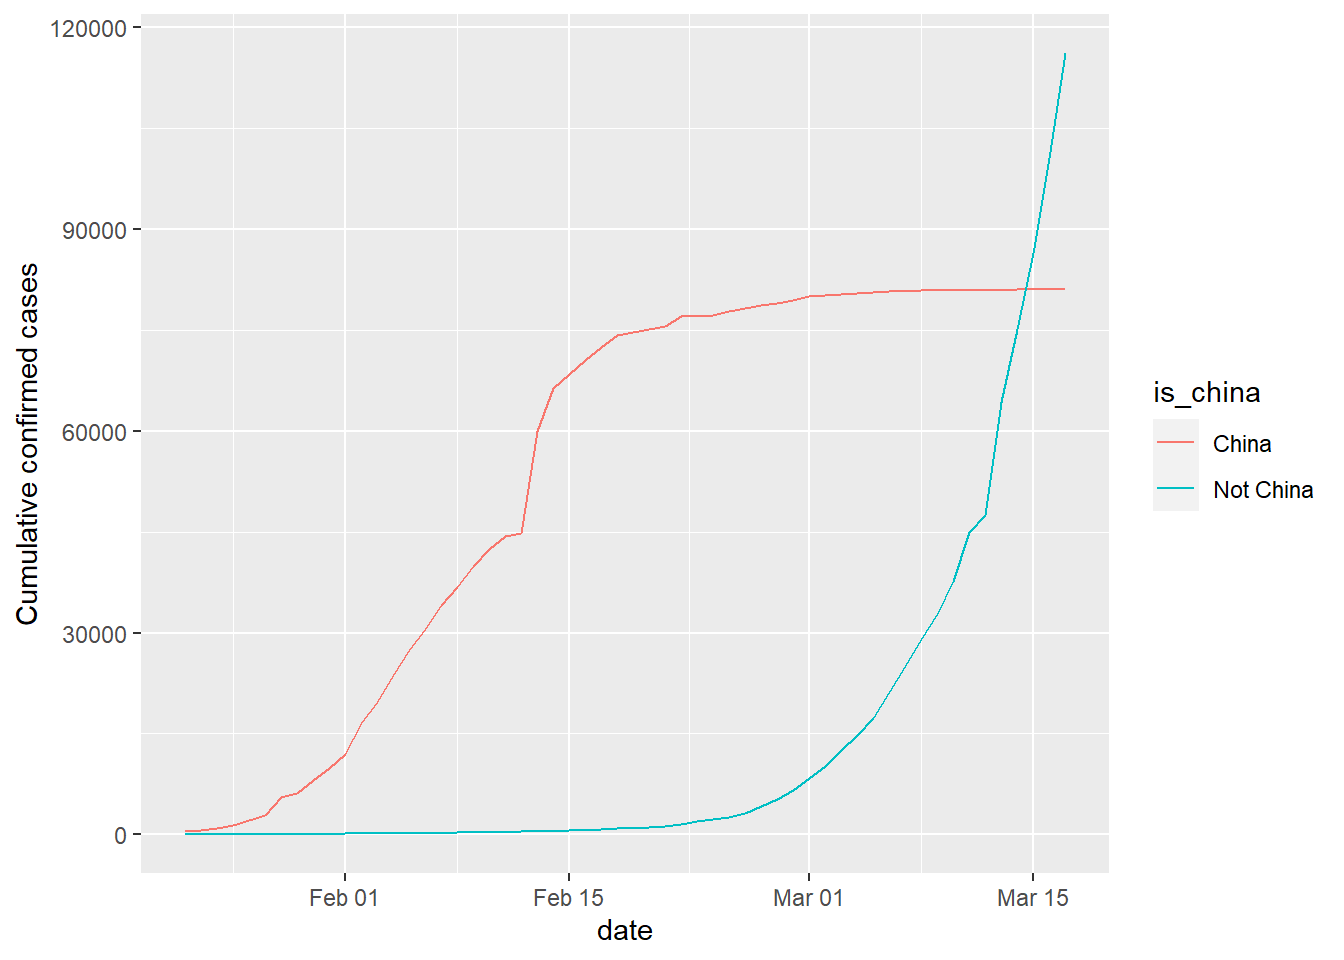 120000
90000
60000
30000
0
Cumulative confirmed cases
Feb 01
Feb 15
Mar 01
Mar 15
date
is_china
China
Not China